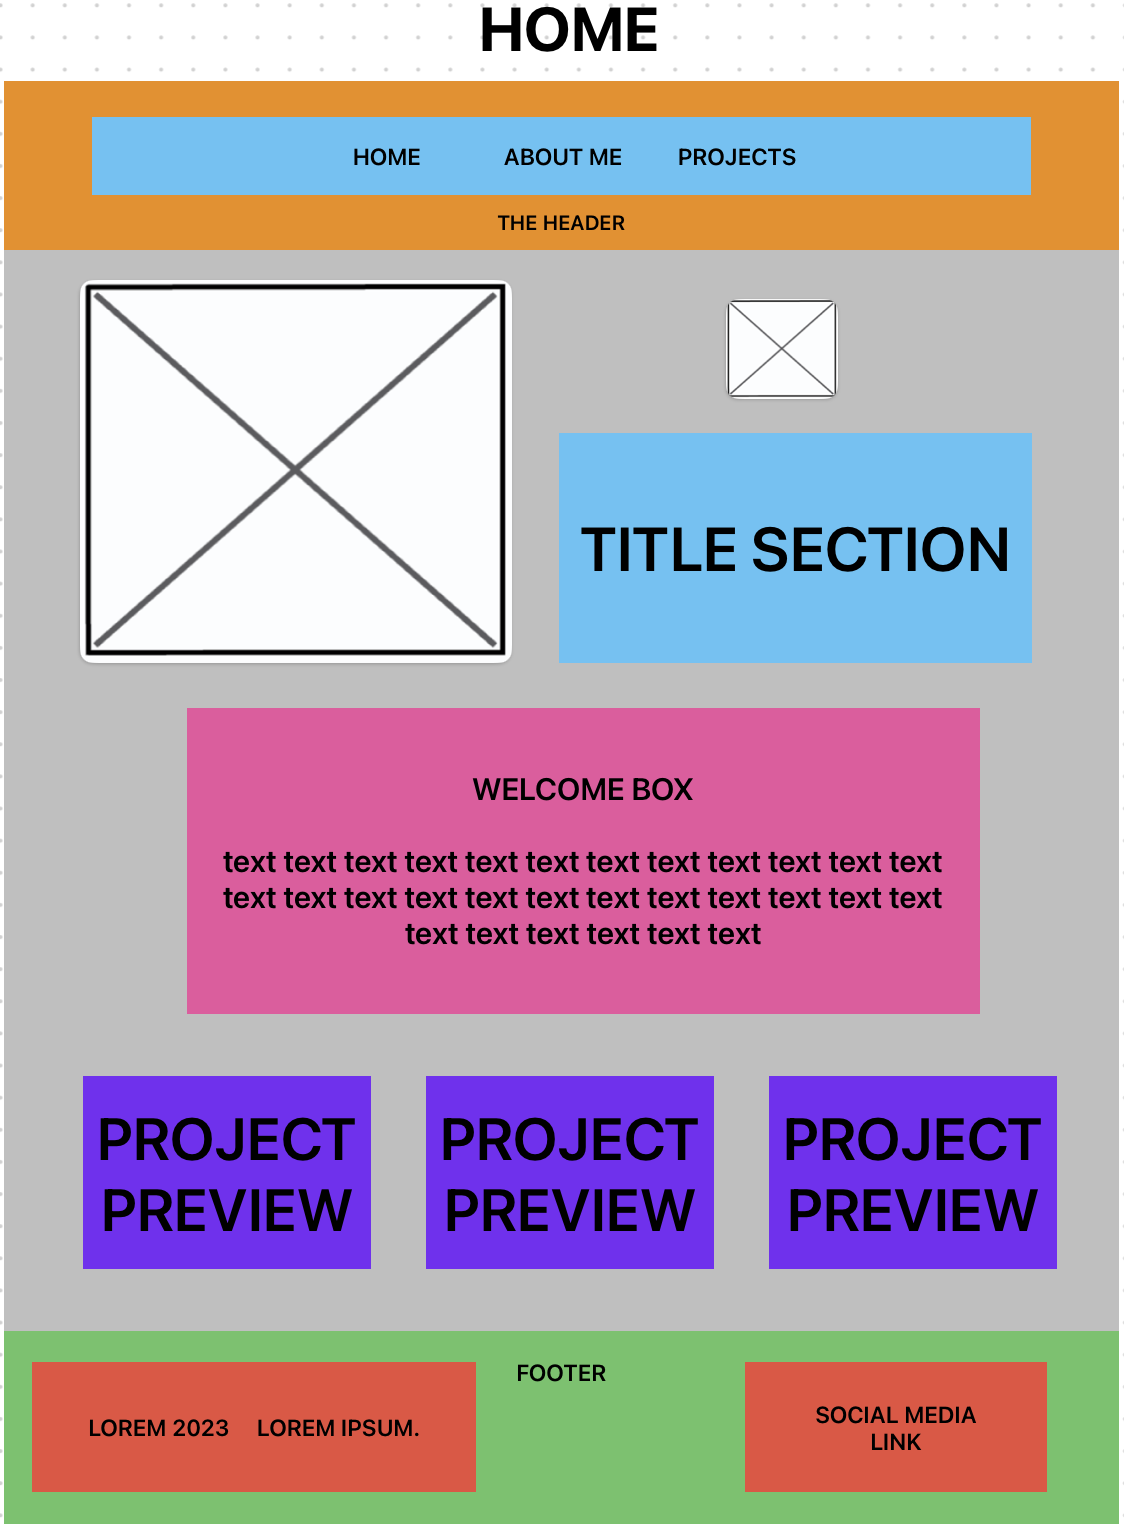 HOME
HOME ABOUT ME PROJECTS
THE HEADER
TITLE SECTION
WELCOME BOX
text text text text text text text text text text text text
text text text text text text text text text text text text
text text text text text text
PROJECT
PREVIEW
PROJECT
PREVIEW
PROJECT
PREVIEW
FOOTER
LOREM 2023 LOREM IPSUM.
SOCIAL MEDIA
LINK